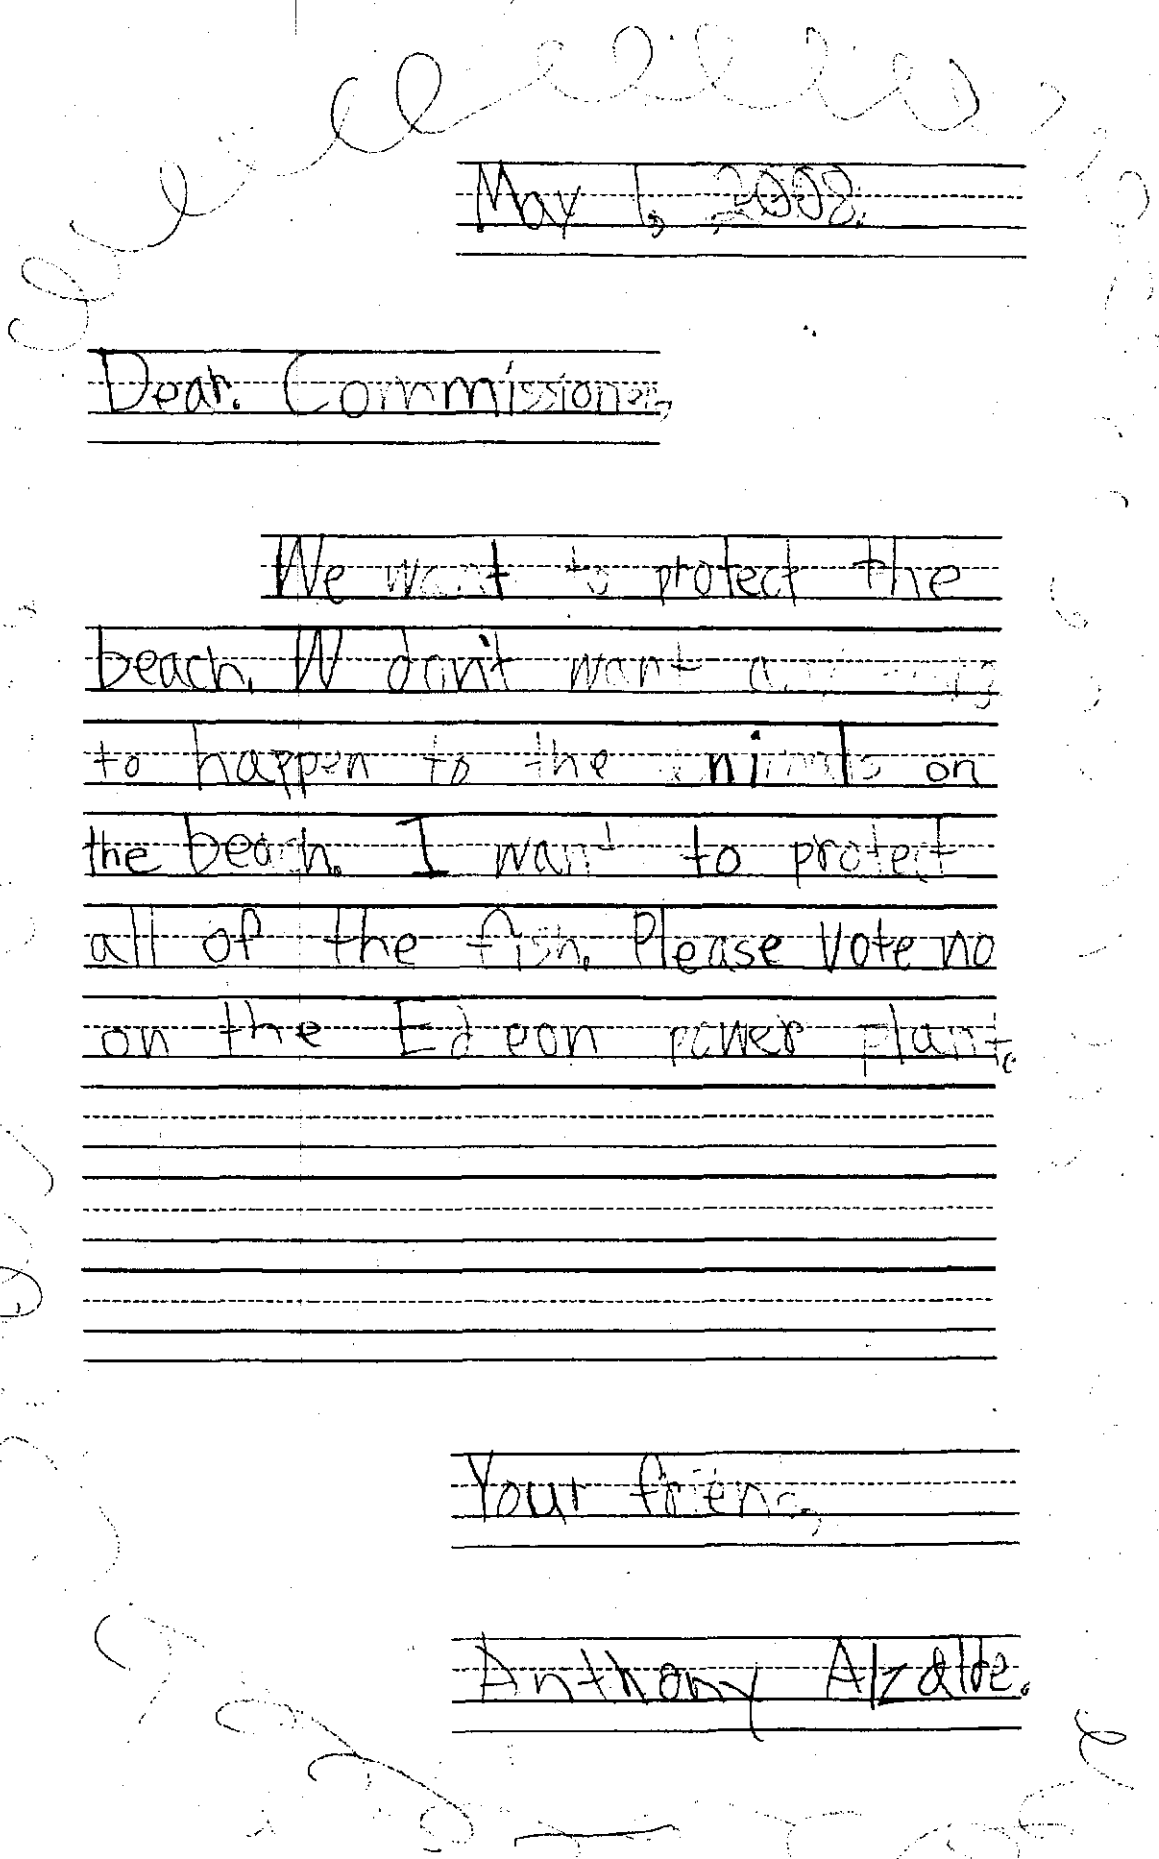 May 1, 2008.
Dear. Commissioner,
We want to protect the
beach. W don't want
to happen to the animals on
the beach. I want to protect
all of the fish. Please Vote no
on the Edeon power plant.
Your friend,
Anthony Alzalde.